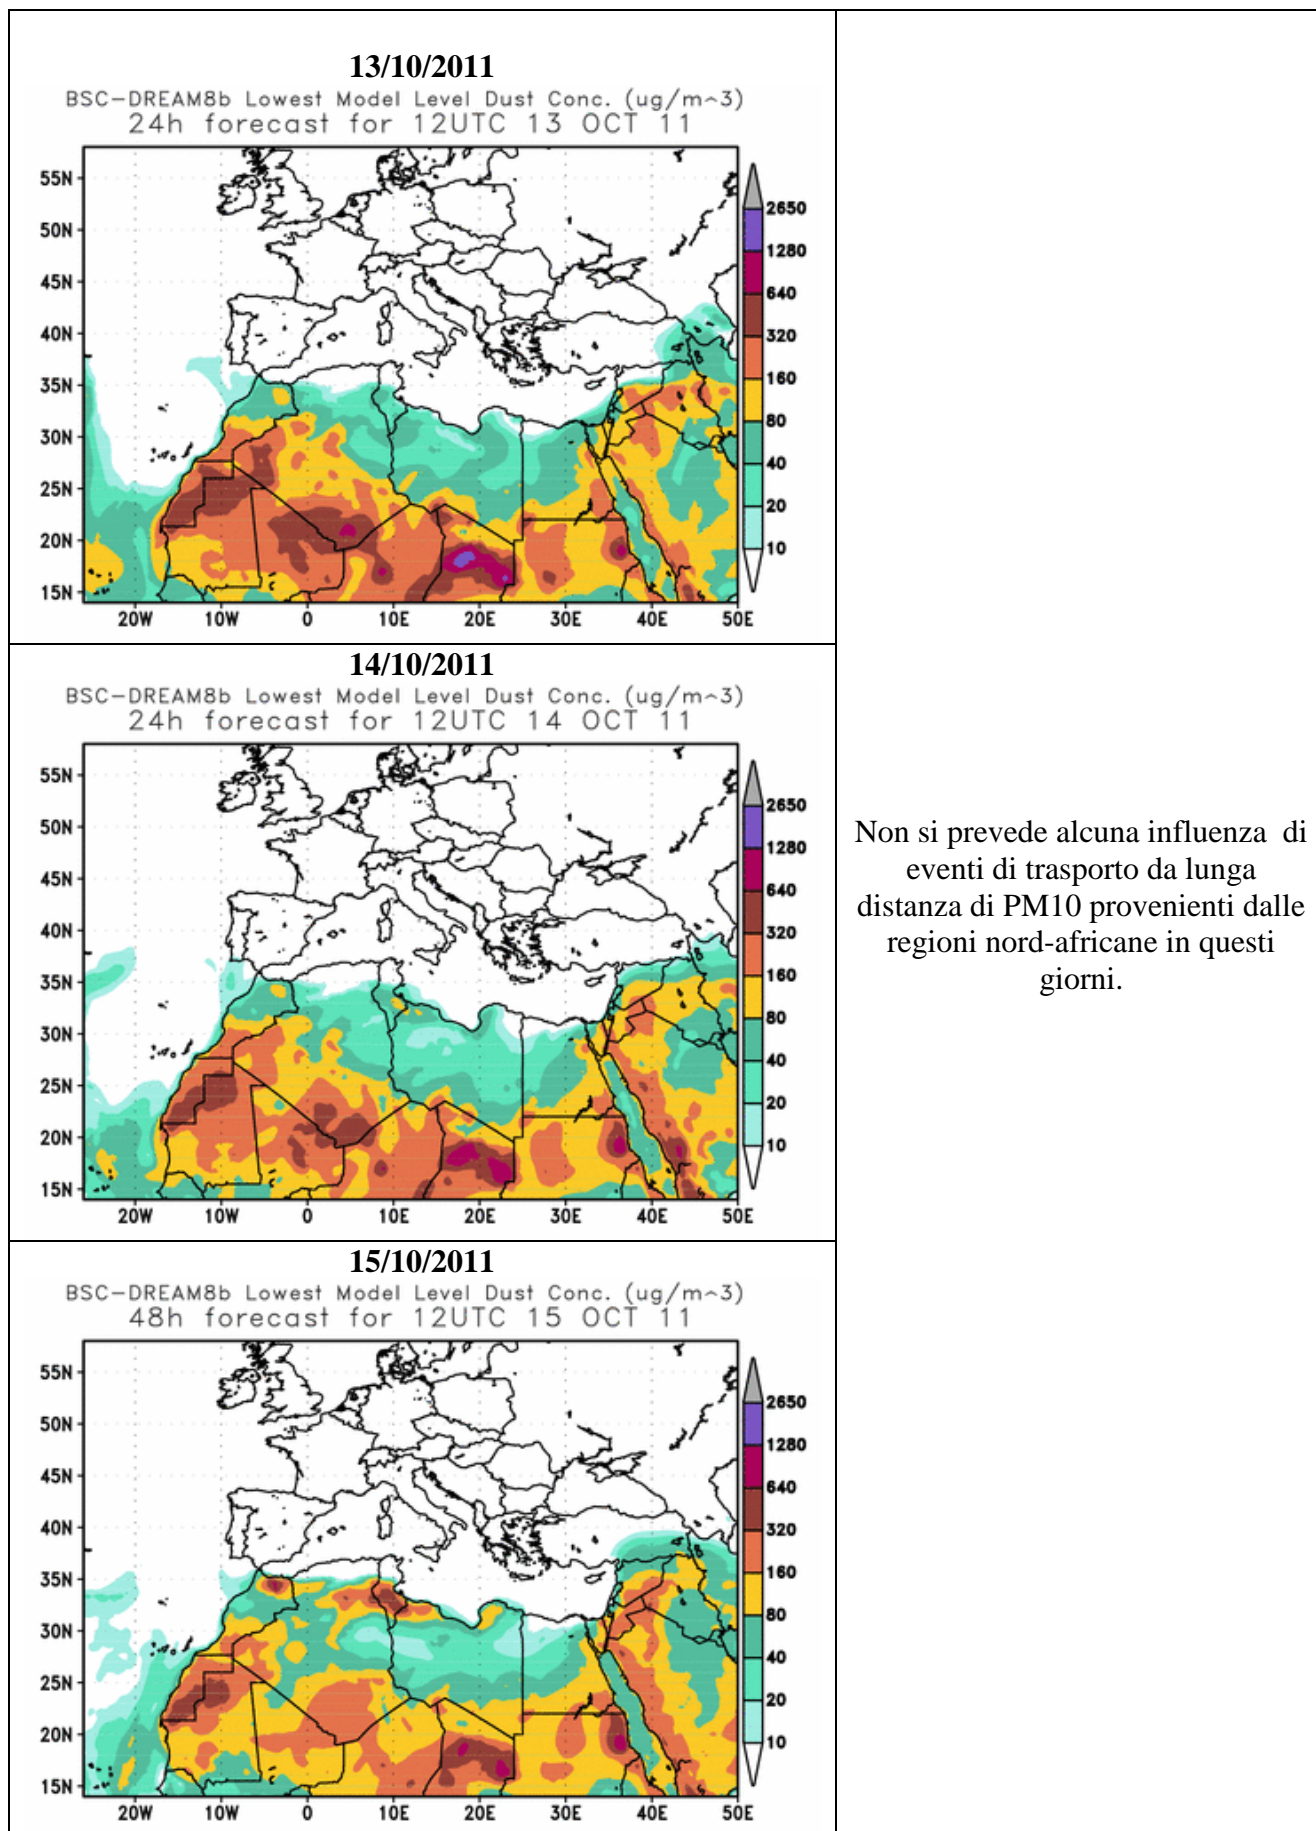 13/10/2011
BSC-DREAM8b Lowest Model Level Dust Conc. (ug/m^3)
24h forecast for 12UTC 13 OCT 11
55N
50N
45N
40N
35N
30N
25N
20N
15N
20W 10W 0 10E 20E 30E 40E 50E
2650
1280
640
320
160
80
40
20
10
14/10/2011
BSC-DREAM8b Lowest Model Level Dust Conc. (ug/m^3)
24h forecast for 12UTC 14 OCT 11
55N
50N
45N
40N
35N
30N
25N
20N
15N
20W 10W 0 10E 20E 30E 40E 50E
2650
1280
640
320
160
80
40
20
10
Non si prevede alcuna influenza di
eventi di trasporto da lunga
distanza di PM10 provenienti dalle
regioni nord-africane in questi
giorni.
15/10/2011
BSC-DREAM8b Lowest Model Level Dust Conc. (ug/m^3)
48h forecast for 12UTC 15 OCT 11
55N
50N
45N
40N
35N
30N
25N
20N
15N
20W 10W 0 10E 20E 30E 40E 50E
2650
1280
640
320
160
80
40
20
10